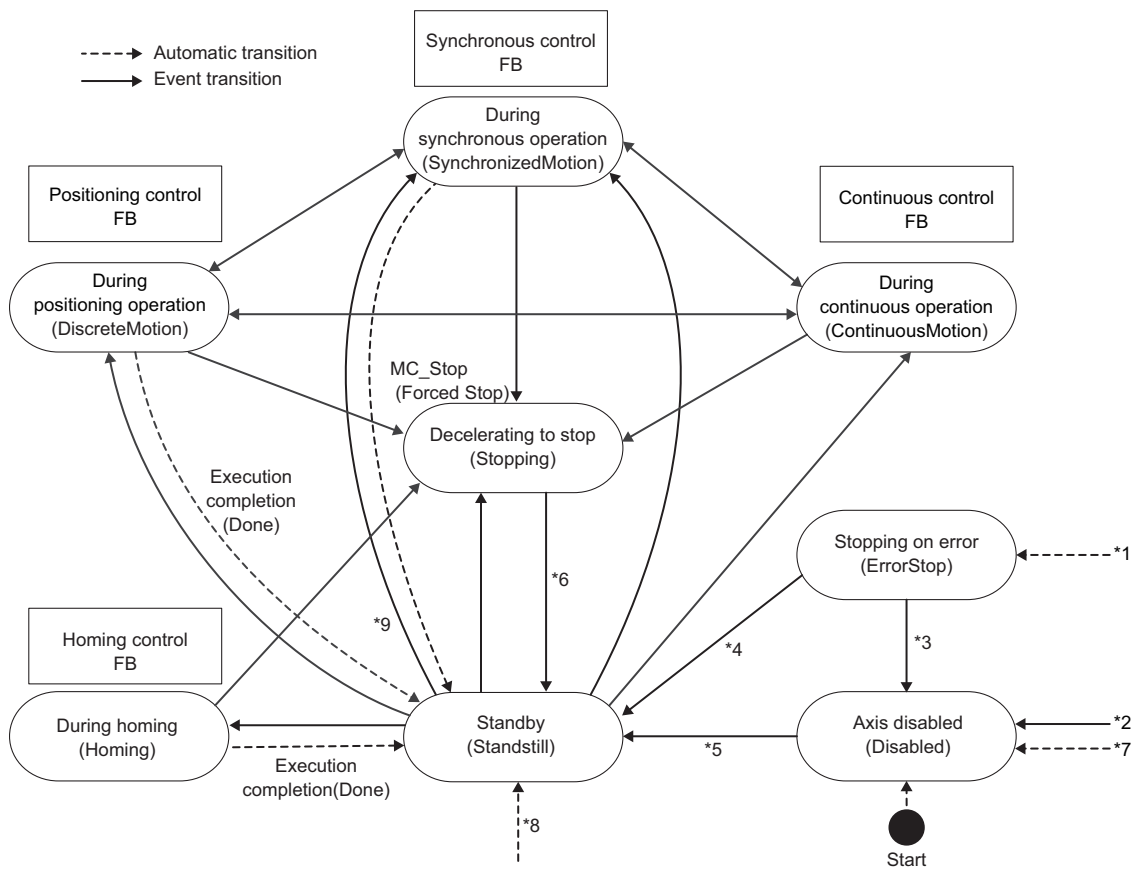 Automatic transition
Event transition
Synchronous control
FB
During
synchronous operation
(SynchronizedMotion)
Positioning control
FB
Continuous control
FB
During
positioning operation
(DiscreteMotion)
During
continuous operation
(ContinuousMotion)
MC_Stop
(Forced Stop)
Decelerating to stop
(Stopping)
Execution
completion
(Done)
Stopping on error
(ErrorStop)
*1
*6
*9
*4
*3
Homing control
FB
During homing
(Homing)
Standby
(Standstill)
Axis disabled
(Disabled)
*2
*5
*7
Execution
completion(Done)
*8
Start